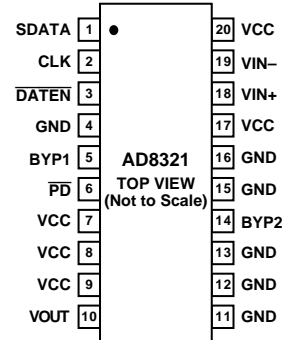 SDATA 1 20 VCC
CLK 2 19 VIN–
D̅A̅T̅E̅N̅ 3 18 VIN+
GND 4 17 VCC
BYP1 5 AD8321 16 GND
P̅D̅ 6 TOP VIEW 15 GND
(Not to Scale)
VCC 7 14 BYP2
VCC 8 13 GND
VCC 9 12 GND
VOUT 10 11 GND